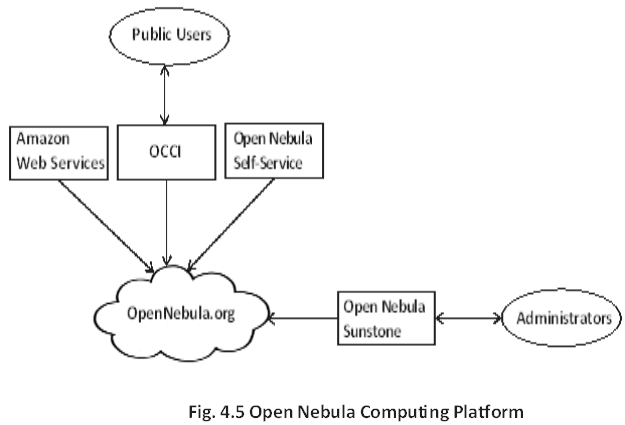 Public Users
Amazon
Web Services
OCCI
Open Nebula
Self-Service
OpenNebula.org
Open Nebula
Sunstone
Administrators
Fig. 4.5 Open Nebula Computing Platform